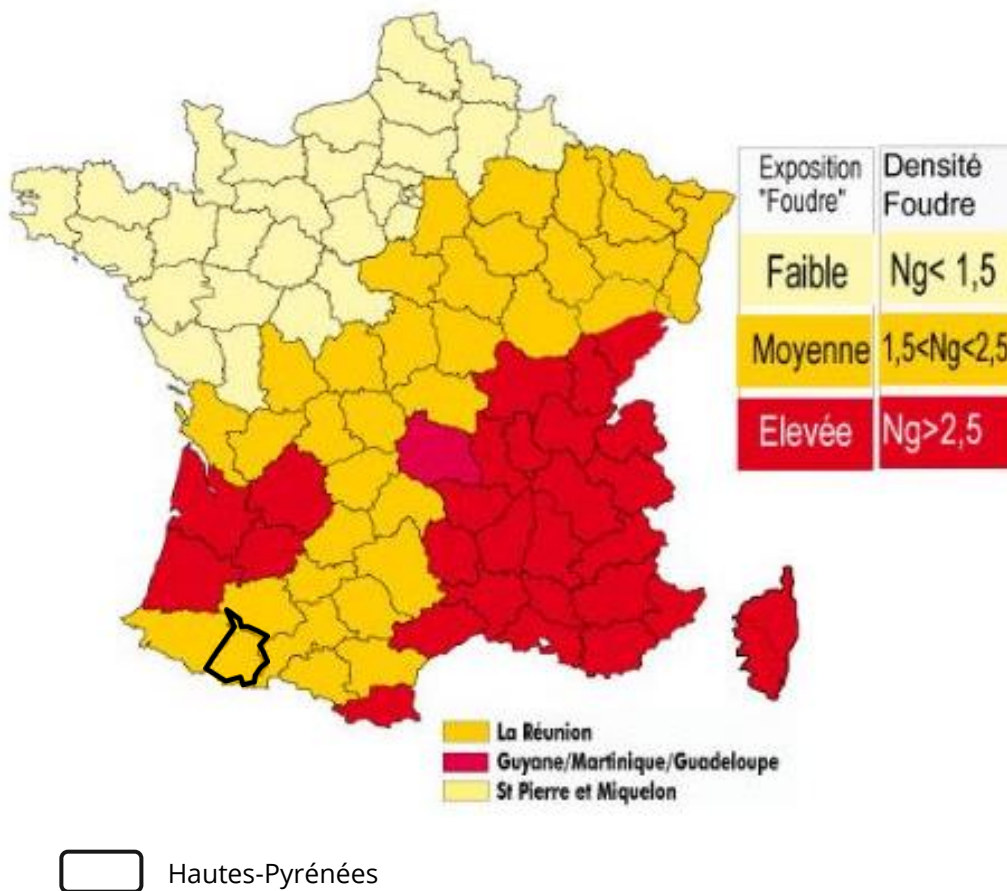 Exposition
"Foudre"
Densité
Foudre
Faible
Ng< 1,5
Moyenne
1,5<Ng<2,5
Elevée
Ng>2,5
La Réunion
Guyane/Martinique/Guadeloupe
St Pierre et Miquelon
Hautes-Pyrénées